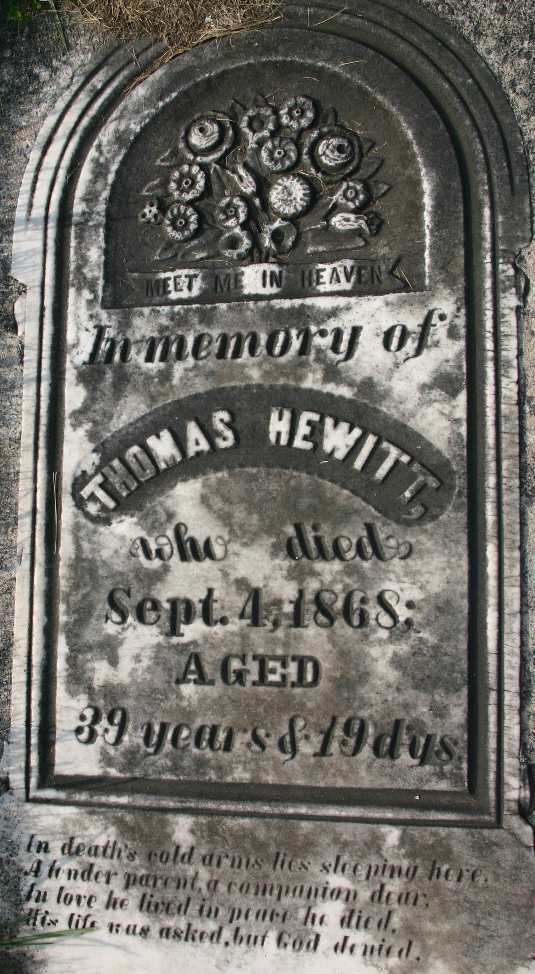 MEET ME IN HEAVEN
In memory of
THOMAS HEWITT,
who died
Sept. 4, 1868;
AGED
39 years & 19 dys
In death's cold arms lies sleeping here.
A tender parent, a companion dear,
In love he lived in peace he died,
His life was asked, but God denied.